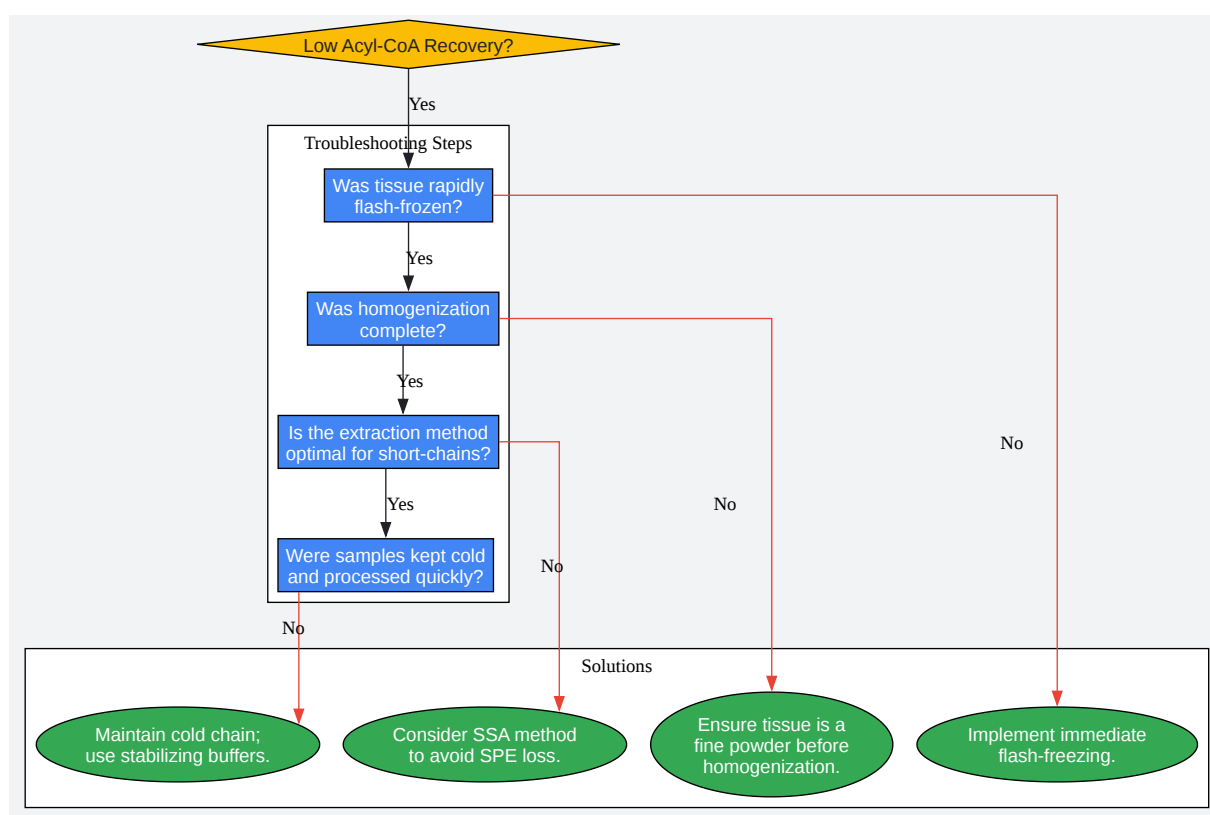 Low Acyl-CoA Recovery?
Yes
Troubleshooting Steps
Was tissue rapidly
flash-frozen?
Yes
Was homogenization
complete?
Yes
Is the extraction method
optimal for short-chains?
No
Yes
No
Were samples kept cold
and processed quickly?
No
No
Solutions
Maintain cold chain;
use stabilizing buffers.
Consider SSA method
to avoid SPE loss.
Ensure tissue is a
fine powder before
homogenization.
Implement immediate
flash-freezing.